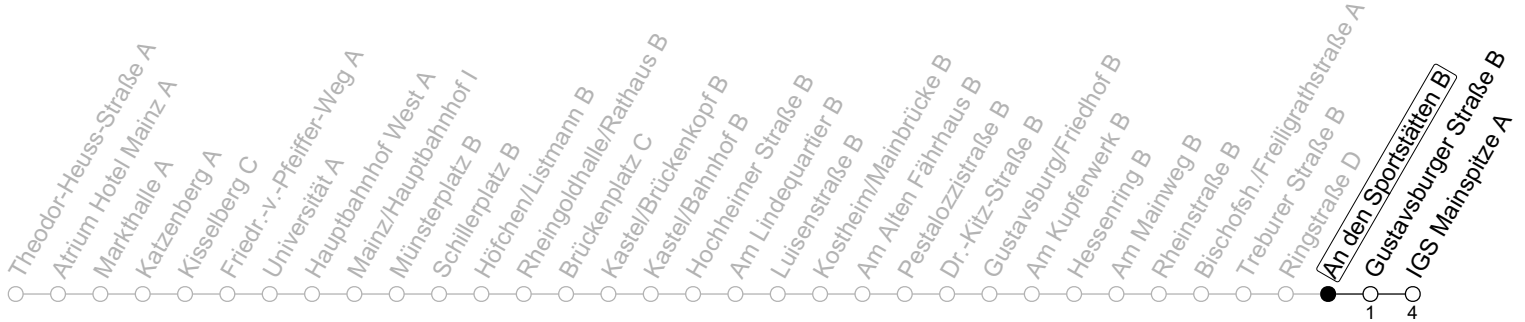 Theodor-Heuss-Straße A
Atrium Hotel Mainz A
Markthalle A
Katzenberg A
Kisselberg C
Friedr.-v.-Pfeiffer-Weg A
Universität A
Hauptbahnhof West A
Mainz/Hauptbahnhof I
Münsterplatz B
Schillerplatz B
Höfchen/Listmann B
Rheingoldhalle/Rathaus B
Brückenplatz C
Kastel/Brückenkopf B
Kastel/Bahnhof B
Hochheimer Straße B
Am Lindequartier B
Luisenstraße B
Kostheim/Mainbrücke B
Am Alten Fährhaus B
Pestalozzistraße B
Dr.-Kitz-Straße B
Gustavsburg/Friedhof B
Am Kupferwerk B
Hessenring B
Am Mainweg B
Rheinstraße B
Bischofsh./Freiligrathstraße A
Treburer Straße B
Ringstraße D
An den Sportstätten B
Gustavsburger Straße B
IGS Mainspitze A
1
4